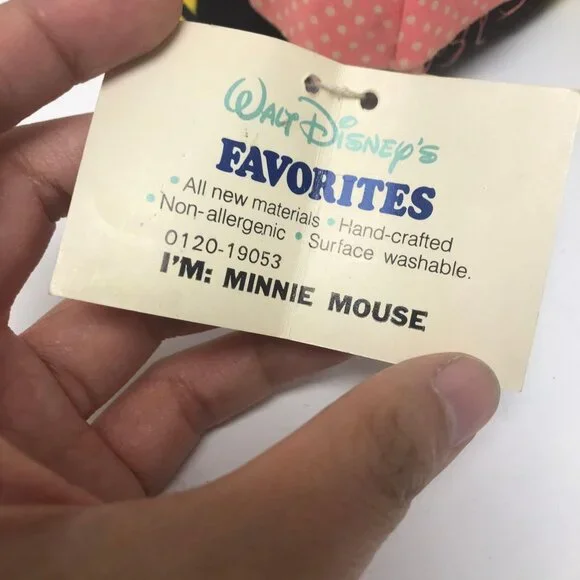 WALT DISNEY'S
FAVORITES
• All new materials • Hand-crafted
• Non-allergenic • Surface washable.
0120-19053
I'M: MINNIE MOUSE